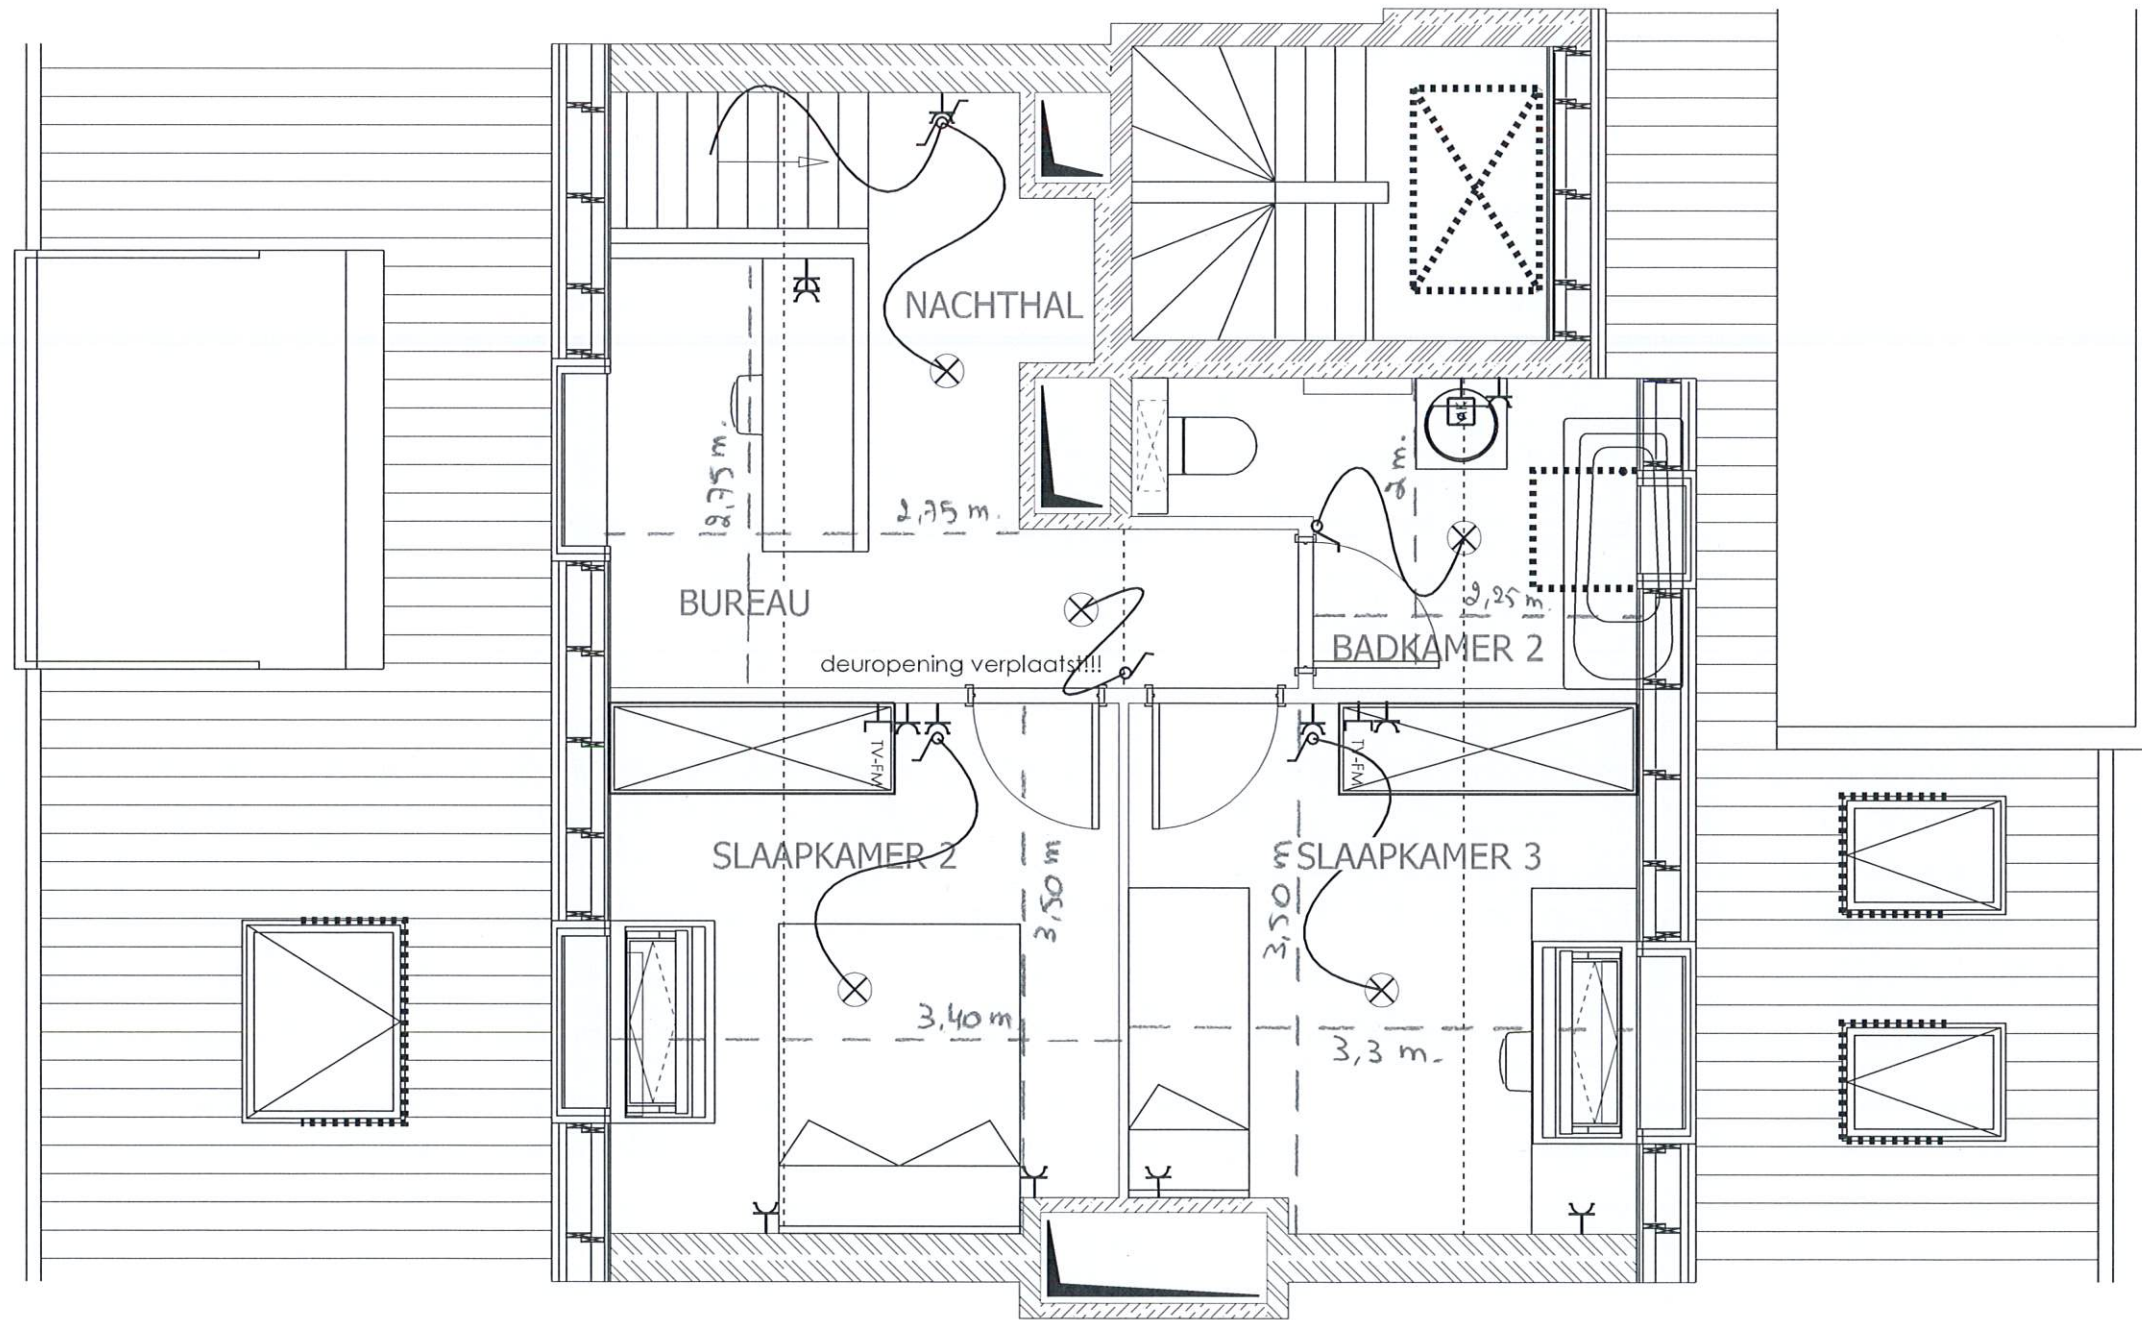 NACHTHAL
2,75 m.
2,75 m.
2 m.
BUREAU
2,25 m.
BADKAMER 2
deuropening verplaatst!!!
TV-FM
TV-FM
SLAAPKAMER 2
SLAAPKAMER 3
3,50 m
3,50 m
3,40 m
3,3 m.